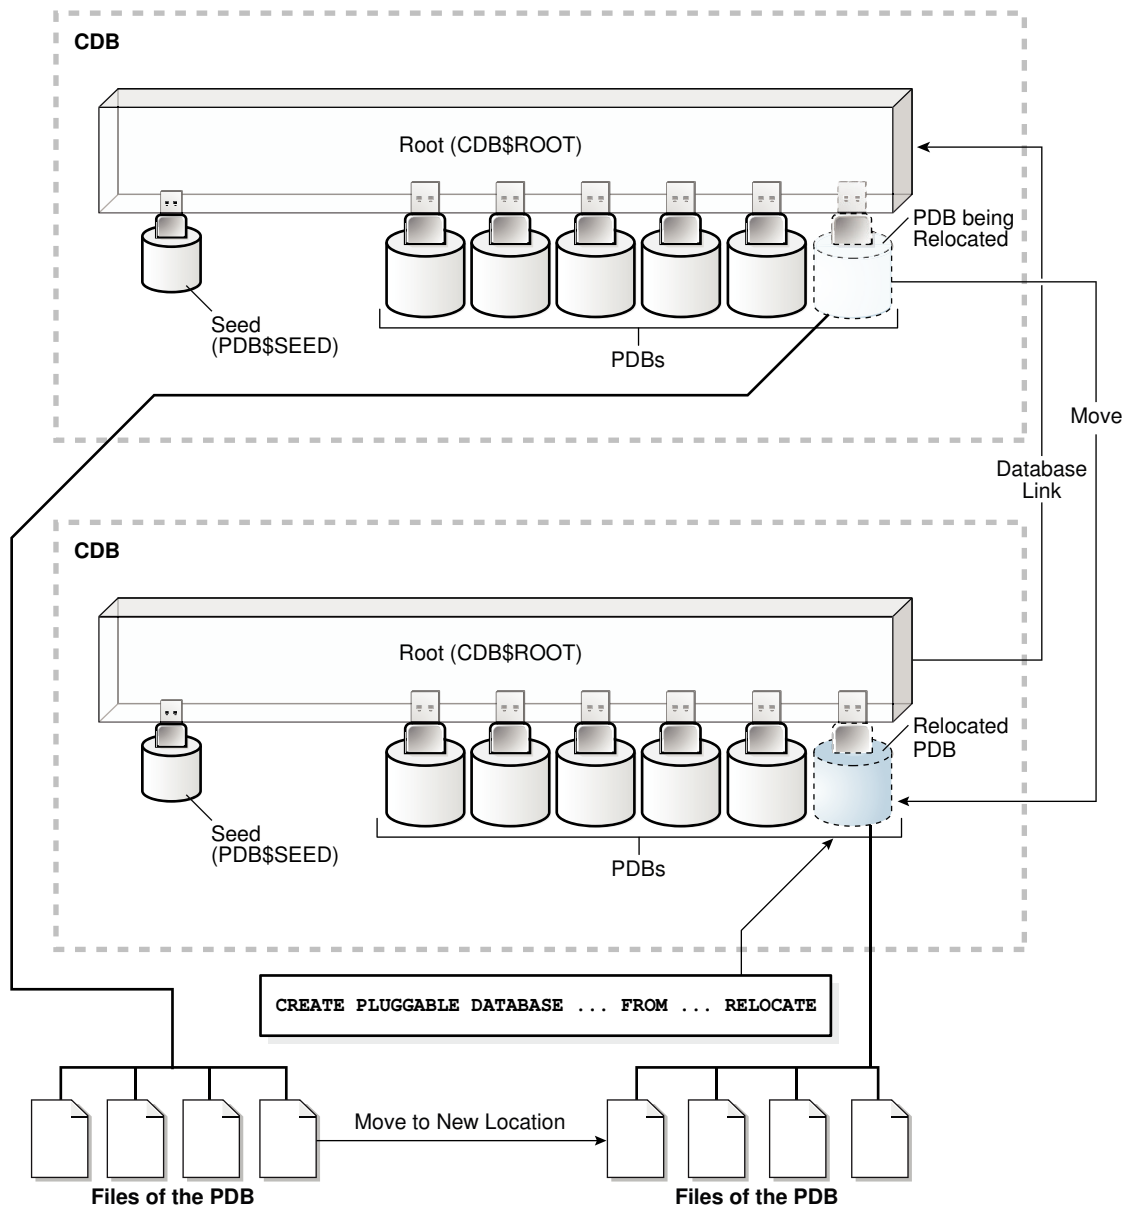 CDB
Root (CDB$ROOT)
PDB being
Relocated
Seed
(PDB$SEED)
PDBs
Move
Database
Link
CDB
Root (CDB$ROOT)
Relocated
PDB
Seed
(PDB$SEED)
PDBs
CREATE PLUGGABLE DATABASE ... FROM ... RELOCATE
Move to New Location
Files of the PDB
Files of the PDB